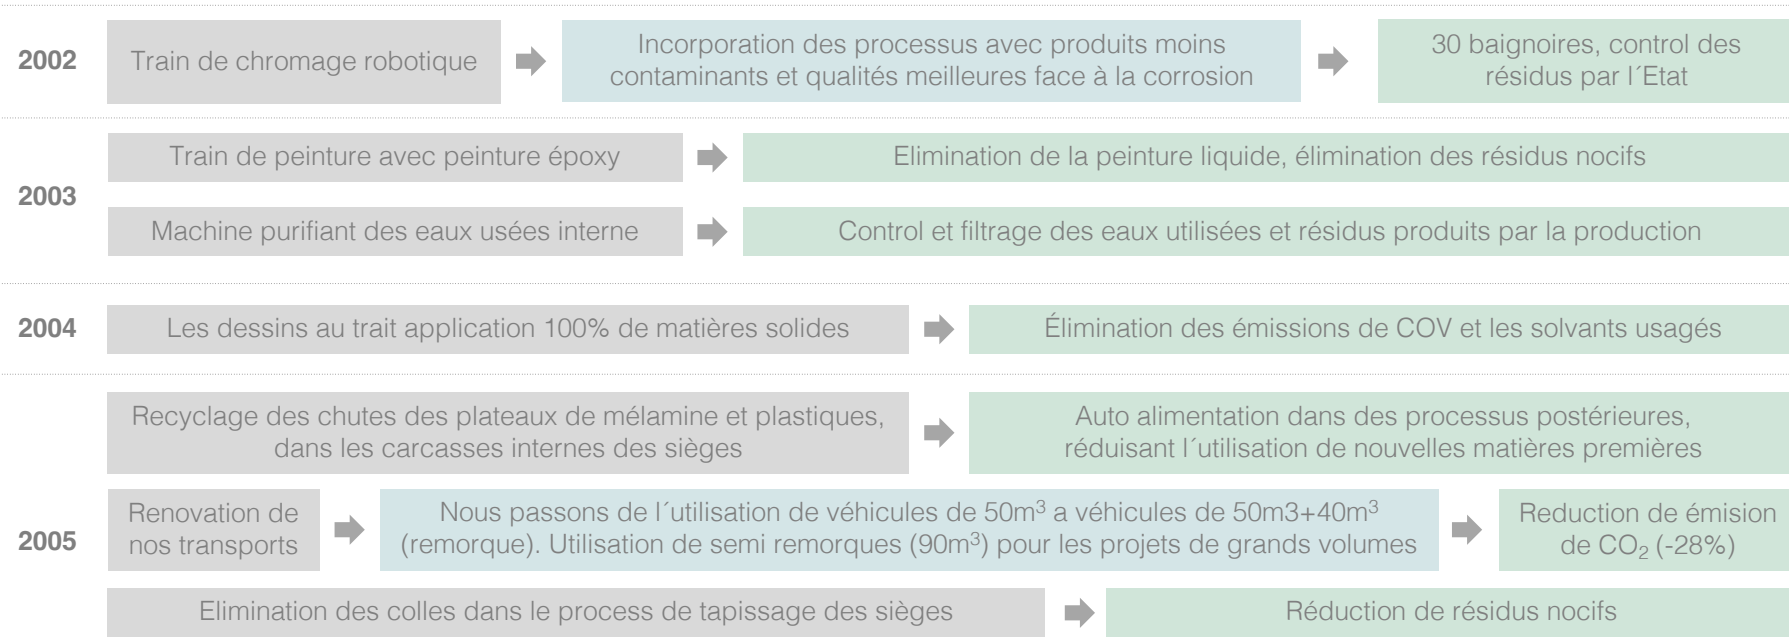 2002
Train de chromage robotique
Incorporation des processus avec produits moins
contaminants et qualités meilleures face à la corrosion
30 baignoires, control des
résidus par l´Etat
2003
Train de peinture avec peinture époxy
Elimination de la peinture liquide, élimination des résidus nocifs
Machine purifiant des eaux usées interne
Control et filtrage des eaux utilisées et résidus produits par la production
2004
Les dessins au trait application 100% de matières solides
Élimination des émissions de COV et les solvants usagés
2005
Recyclage des chutes des plateaux de mélamine et plastiques,
dans les carcasses internes des sièges
Auto alimentation dans des processus postérieures,
réduisant l´utilisation de nouvelles matières premières
Renovation de
nos transports
Nous passons de l´utilisation de véhicules de 50m³ a véhicules de 50m3+40m³
(remorque). Utilisation de semi remorques (90m³) pour les projets de grands volumes
Reduction de émision
de CO₂ (-28%)
Elimination des colles dans le process de tapissage des sièges
Réduction de résidus nocifs